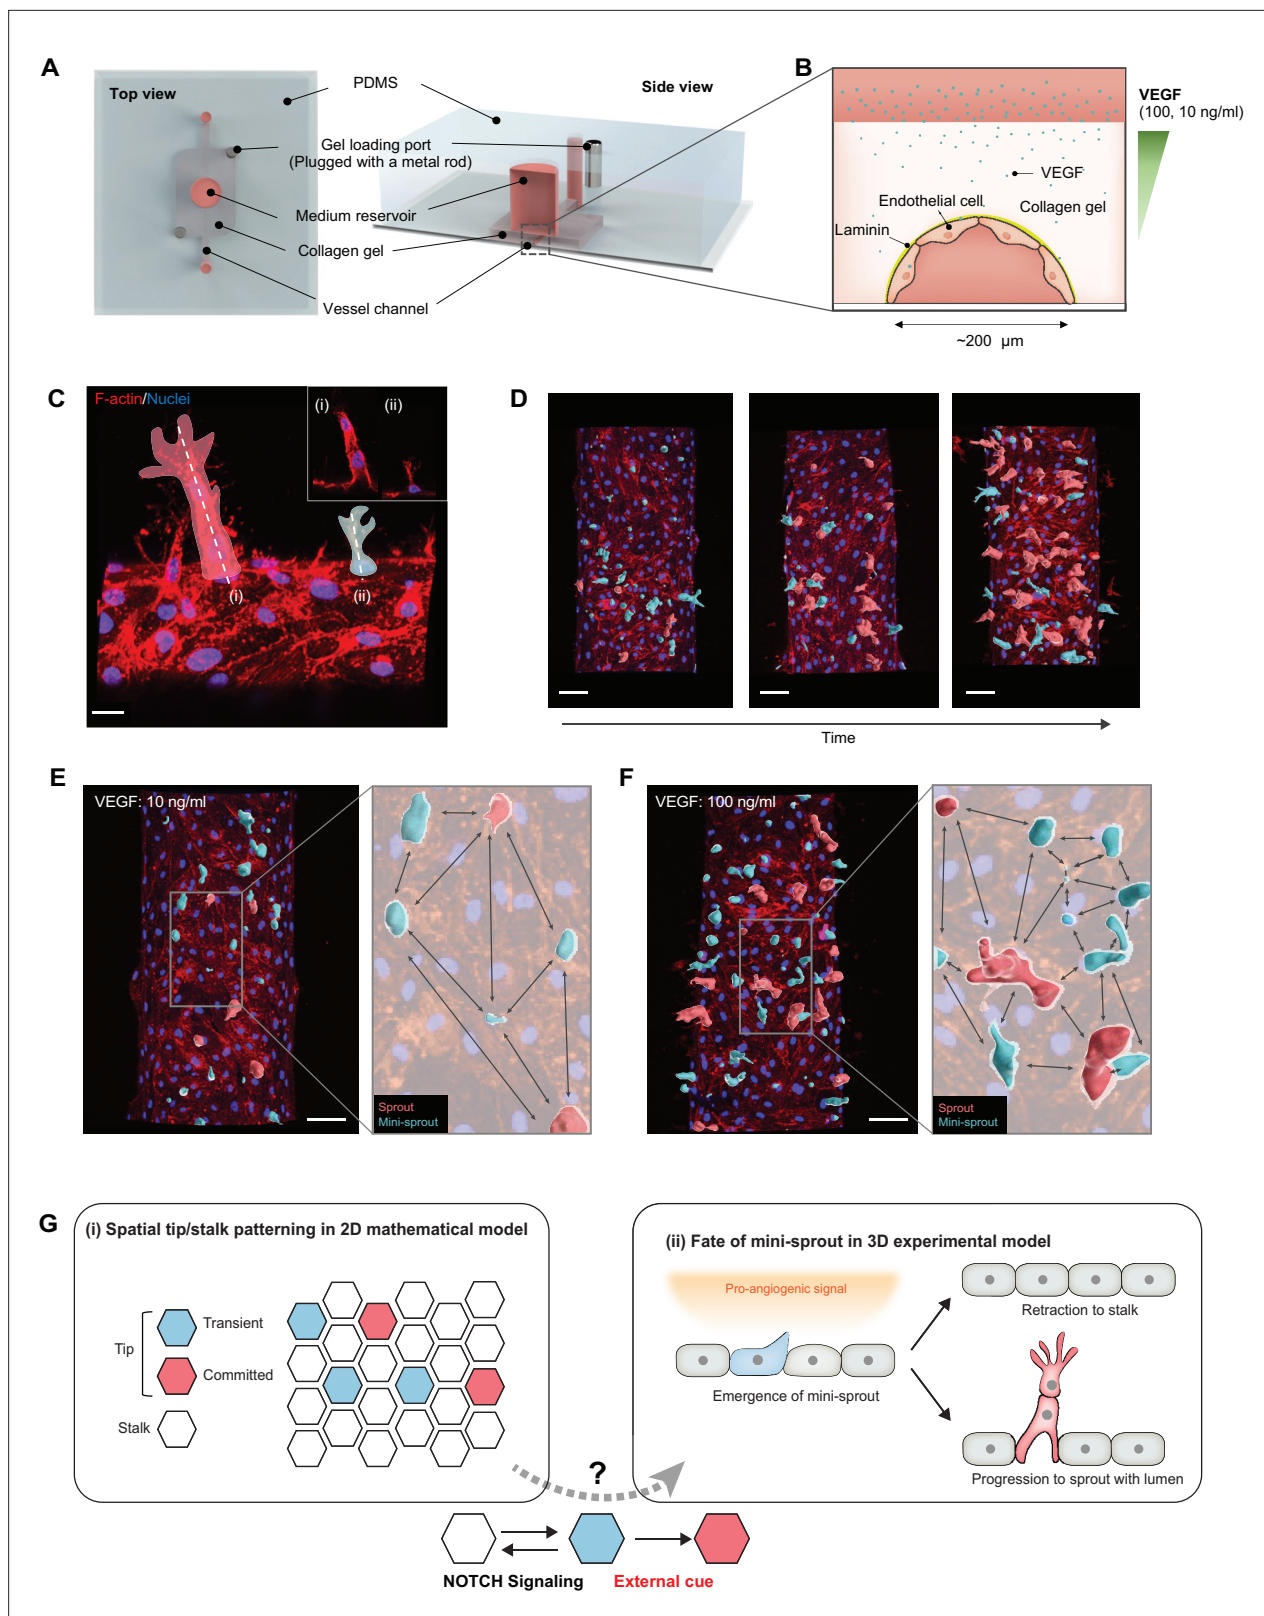 A
Top view
PDMS
Side view
Gel loading port
(Plugged with a metal rod)
Medium reservoir
Collagen gel
Vessel channel
B
VEGF
(100, 10 ng/ml)
VEGF
Endothelial cell
Collagen gel
Laminin
~200 µm
C
F-actin/Nuclei
(i)
(ii)
(i)
(ii)
D
Time
E
VEGF: 10 ng/ml
Sprout
Mini-sprout
F
VEGF: 100 ng/ml
Sprout
Mini-sprout
G
(i) Spatial tip/stalk patterning in 2D mathematical model
Tip
Transient
Committed
Stalk
(ii) Fate of mini-sprout in 3D experimental model
Pro-angiogenic signal
Emergence of mini-sprout
Retraction to stalk
Progression to sprout with lumen
?
NOTCH Signaling
External cue